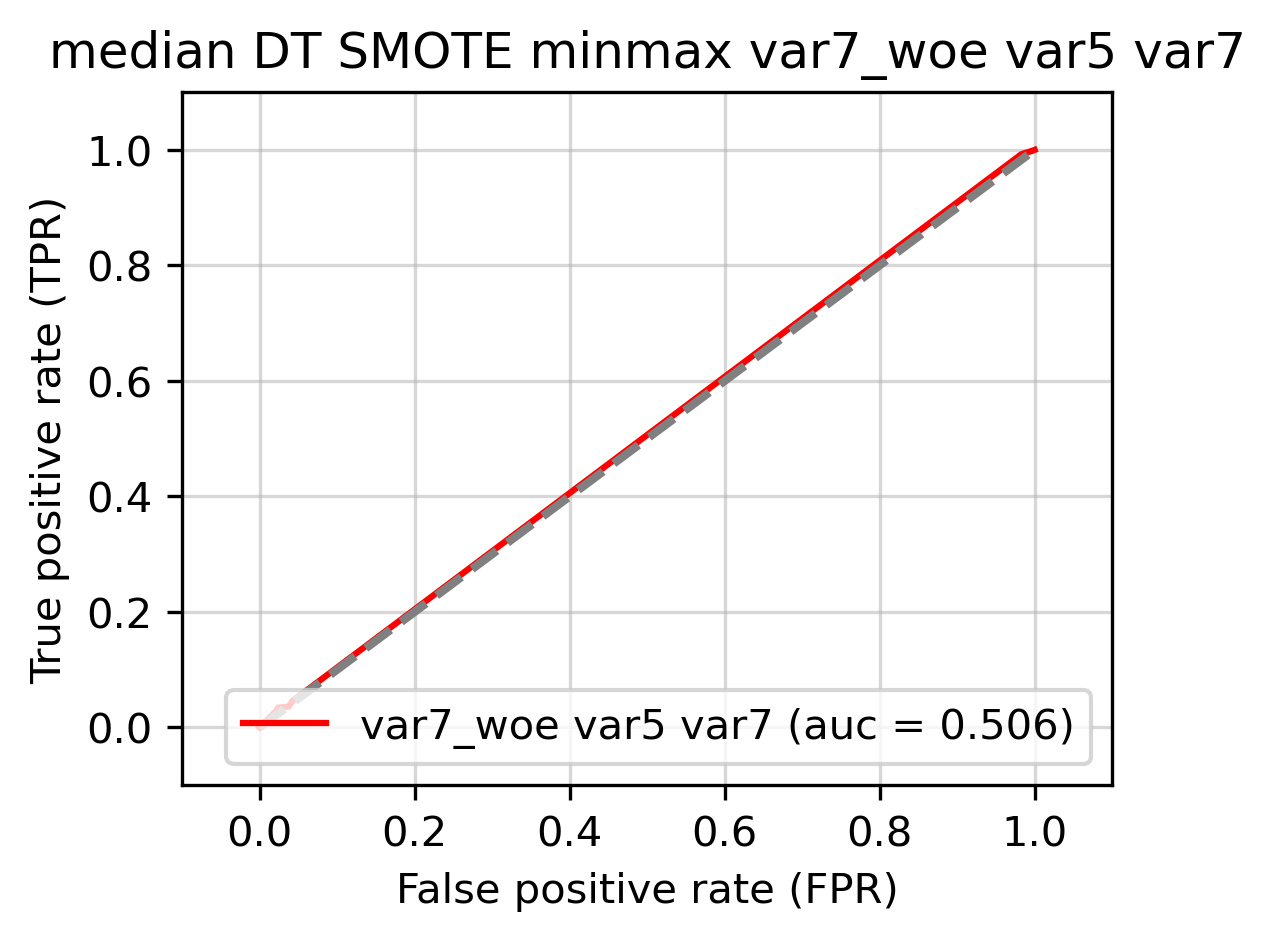 median DT SMOTE minmax var7_woe var5 var7
True positive rate (TPR)
1.0
0.8
0.6
0.4
0.2
0.0
var7_woe var5 var7 (auc = 0.506)
0.0 0.2 0.4 0.6 0.8 1.0
False positive rate (FPR)